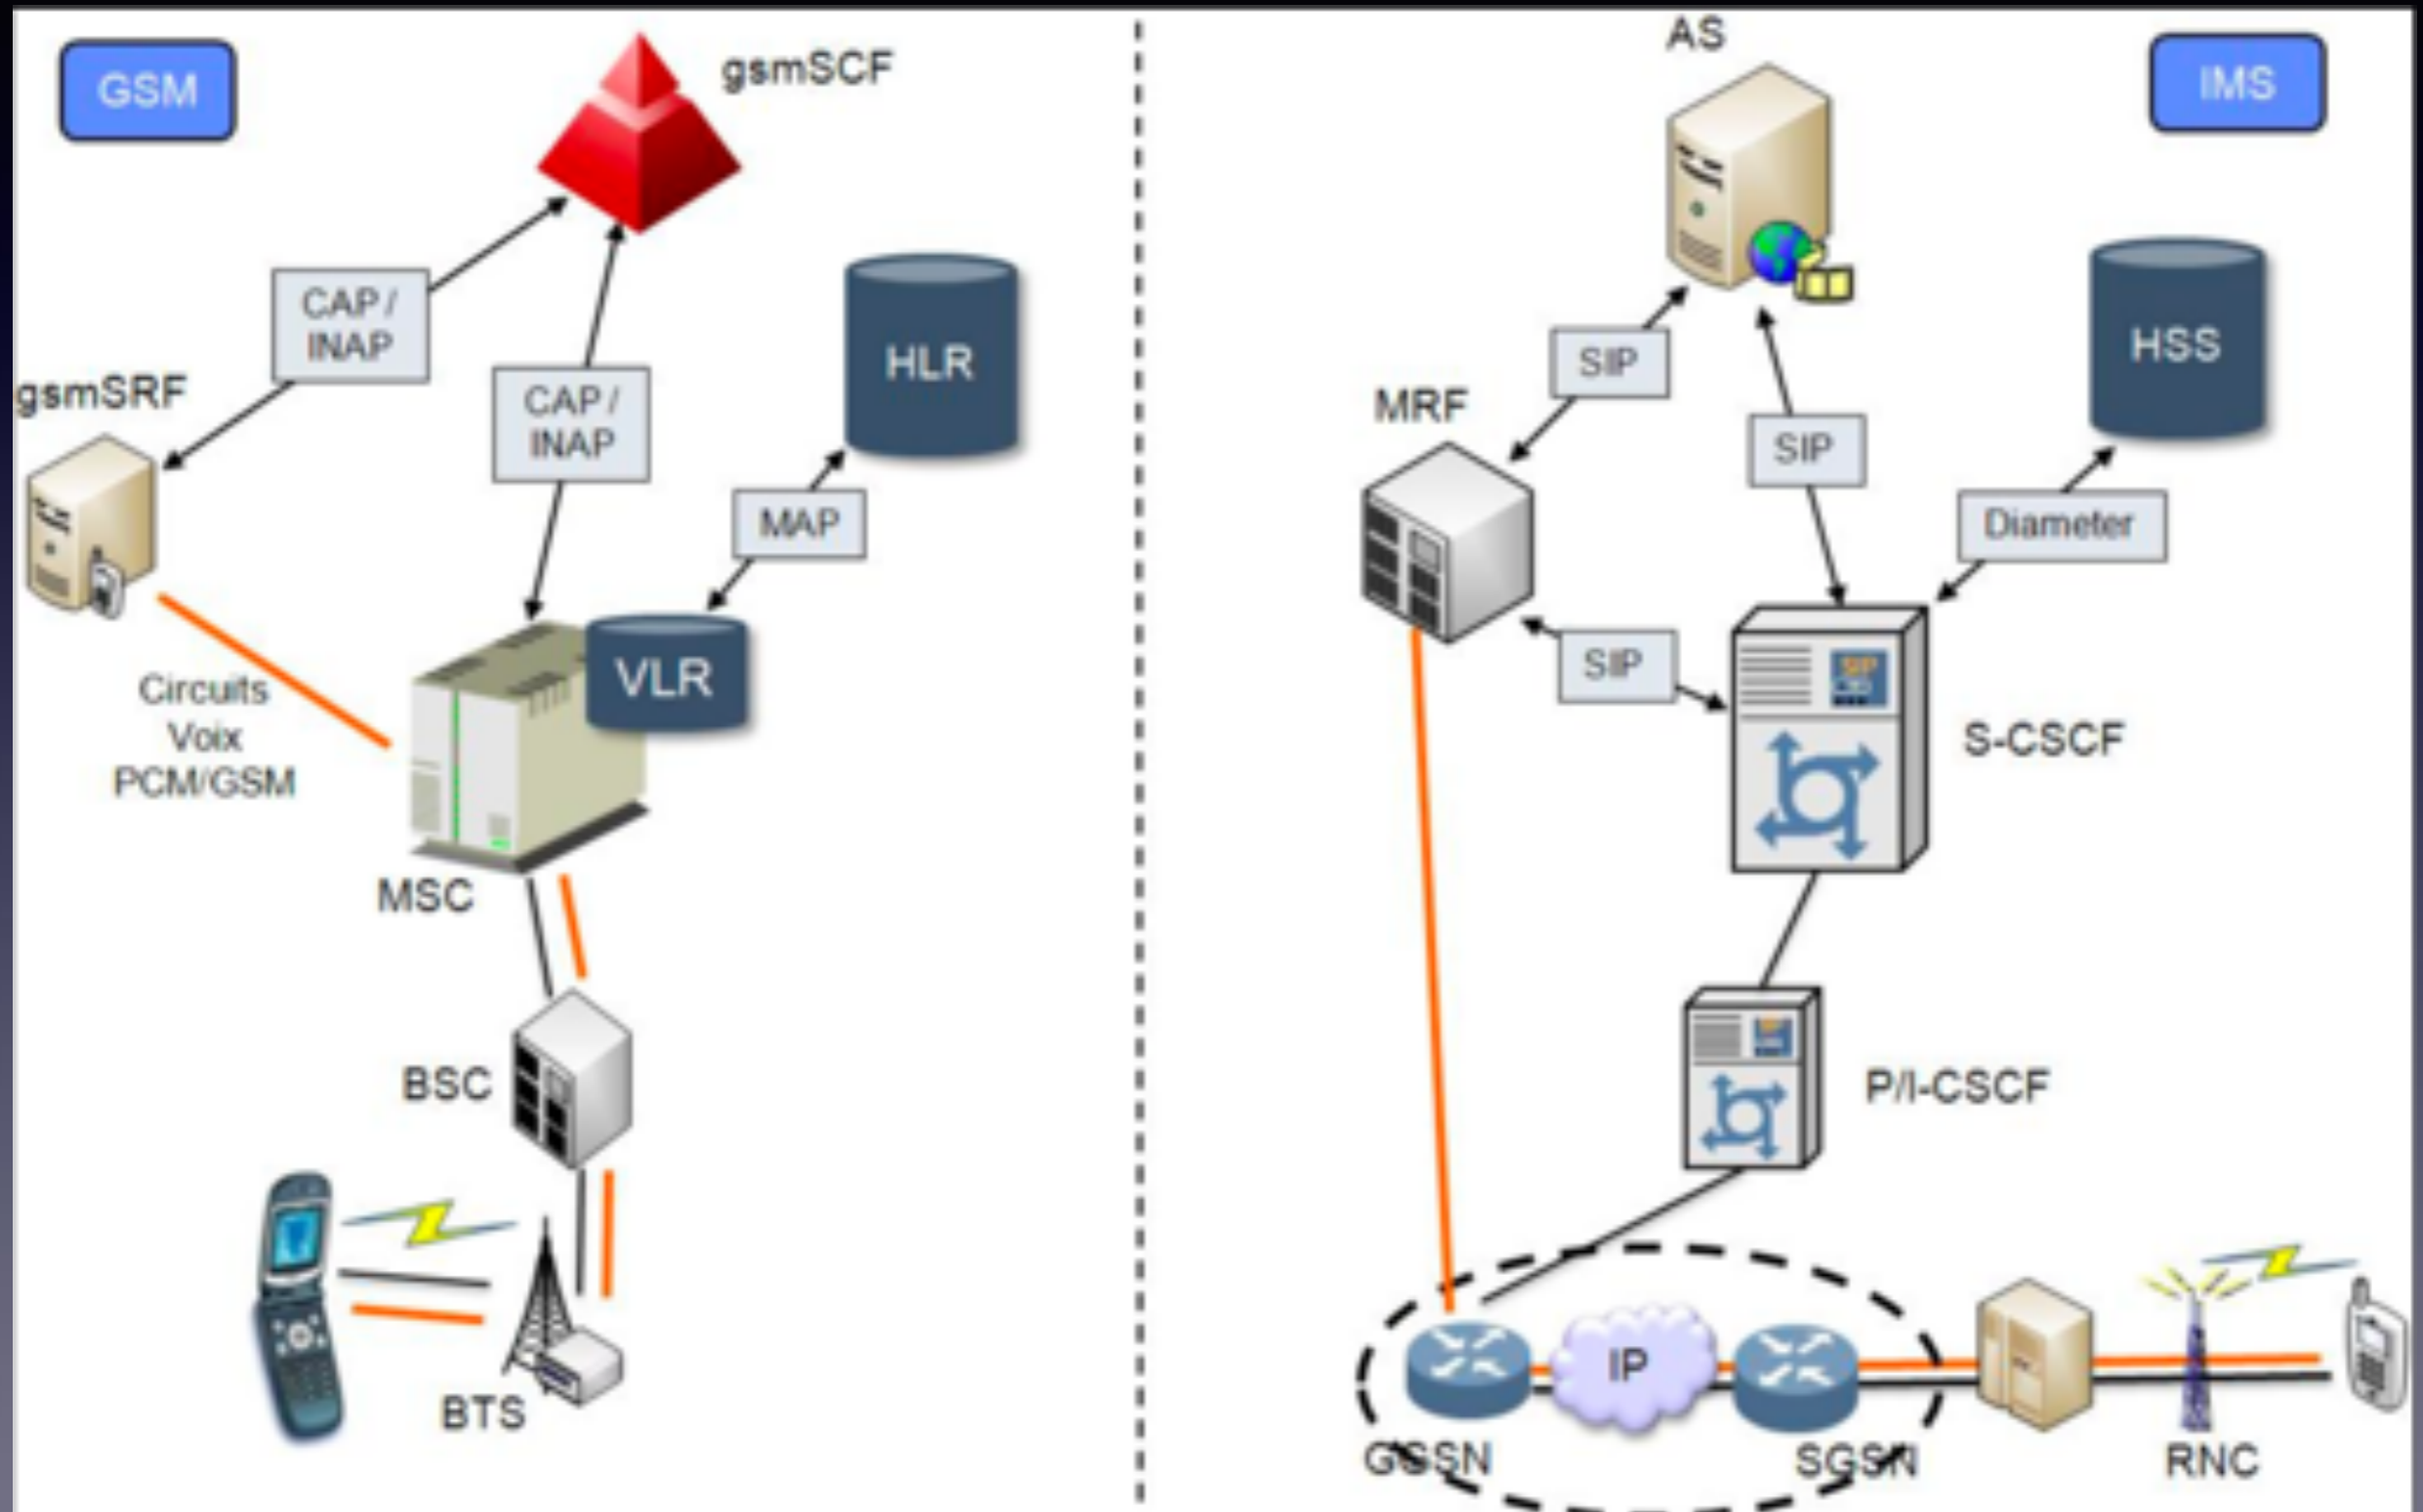 GSM
gsmSCF
CAP /
INAP
gsmSRF
CAP /
INAP
HLR
MAP
VLR
Circuits
Voix
PCM/GSM
MSC
BSC
BTS
AS
IMS
HSS
SIP
MRF
SIP
Diameter
SIP
SIP
S-CSCF
P/I-CSCF
IP
GGSN
SGSN
RNC